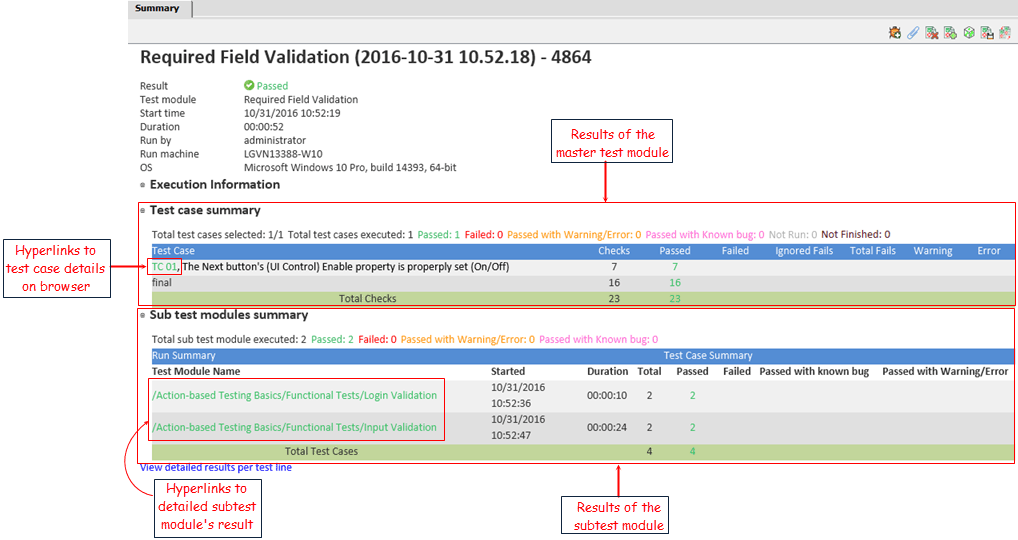 Summary
Required Field Validation (2016-10-31 10.52.18) - 4864
Result Passed
Test module Required Field Validation
Start time 10/31/2016 10:52:19
Duration 00:00:52
Run by administrator
Run machine LGVN13388-W10
OS Microsoft Windows 10 Pro, build 14393, 64-bit
Results of the
master test module
Execution Information
Test case summary
Total test cases selected: 1/1 Total test cases executed: 1 Passed: 1 Failed: 0 Passed with Warning/Error: 0 Passed with Known bug: 0 Not Run: 0 Not Finished: 0
Test Case Checks Passed Failed Ignored Fails Total Fails Warning Error
TC 01, The Next button's (UI Control) Enable property is properply set (On/Off) 7 7
final 16 16
Total Checks 23 23
Hyperlinks to
test case details
on browser
Sub test modules summary
Total sub test module executed: 2 Passed: 2 Failed: 0 Passed with Warning/Error: 0 Passed with Known bug: 0
Run Summary Test Case Summary
Test Module Name Started Duration Total Passed Failed Passed with known bug Passed with Warning/Error
/Action-based Testing Basics/Functional Tests/Login Validation 10/31/2016 00:00:10 2 2
10:52:36
/Action-based Testing Basics/Functional Tests/Input Validation 10/31/2016 00:00:24 2 2
10:52:47
Total Test Cases 4 4
View detailed results per test line
Hyperlinks to
detailed subtest
module's result
Results of the
subtest module